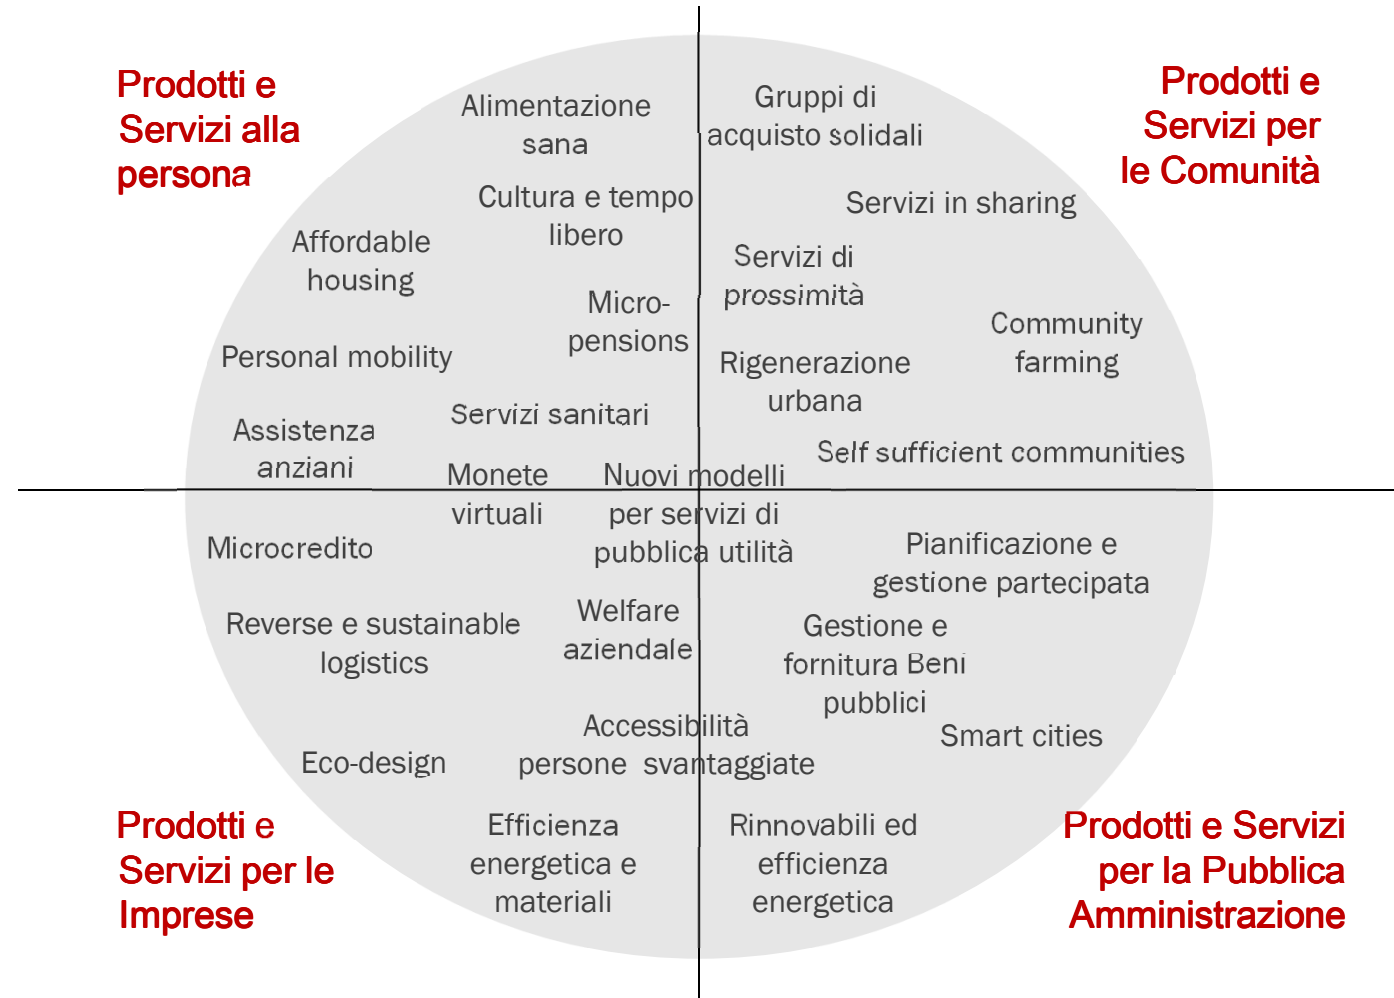 Prodotti e
Servizi alla
persona
Prodotti e
Servizi per
le Comunità
Alimentazione
sana
Cultura e tempo
libero
Affordable
housing
Micro-
pensions
Personal mobility
Servizi sanitari
Assistenza
anziani
Monete
virtuali
Nuovi modelli
per servizi di
pubblica utilità
Gruppi di
acquisto solidali
Servizi in sharing
Servizi di
prossimità
Community
farming
Rigenerazione
urbana
Self sufficient communities
Microcredito
Reverse e sustainable
logistics
Welfare
aziendale
Eco-design
Accessibilità
persone svantaggiate
Efficienza
energetica e
materiali
Pianificazione e
gestione partecipata
Gestione e
fornitura Beni
pubblici
Smart cities
Rinnovabili ed
efficienza
energetica
Prodotti e
Servizi per le
Imprese
Prodotti e Servizi
per la Pubblica
Amministrazione